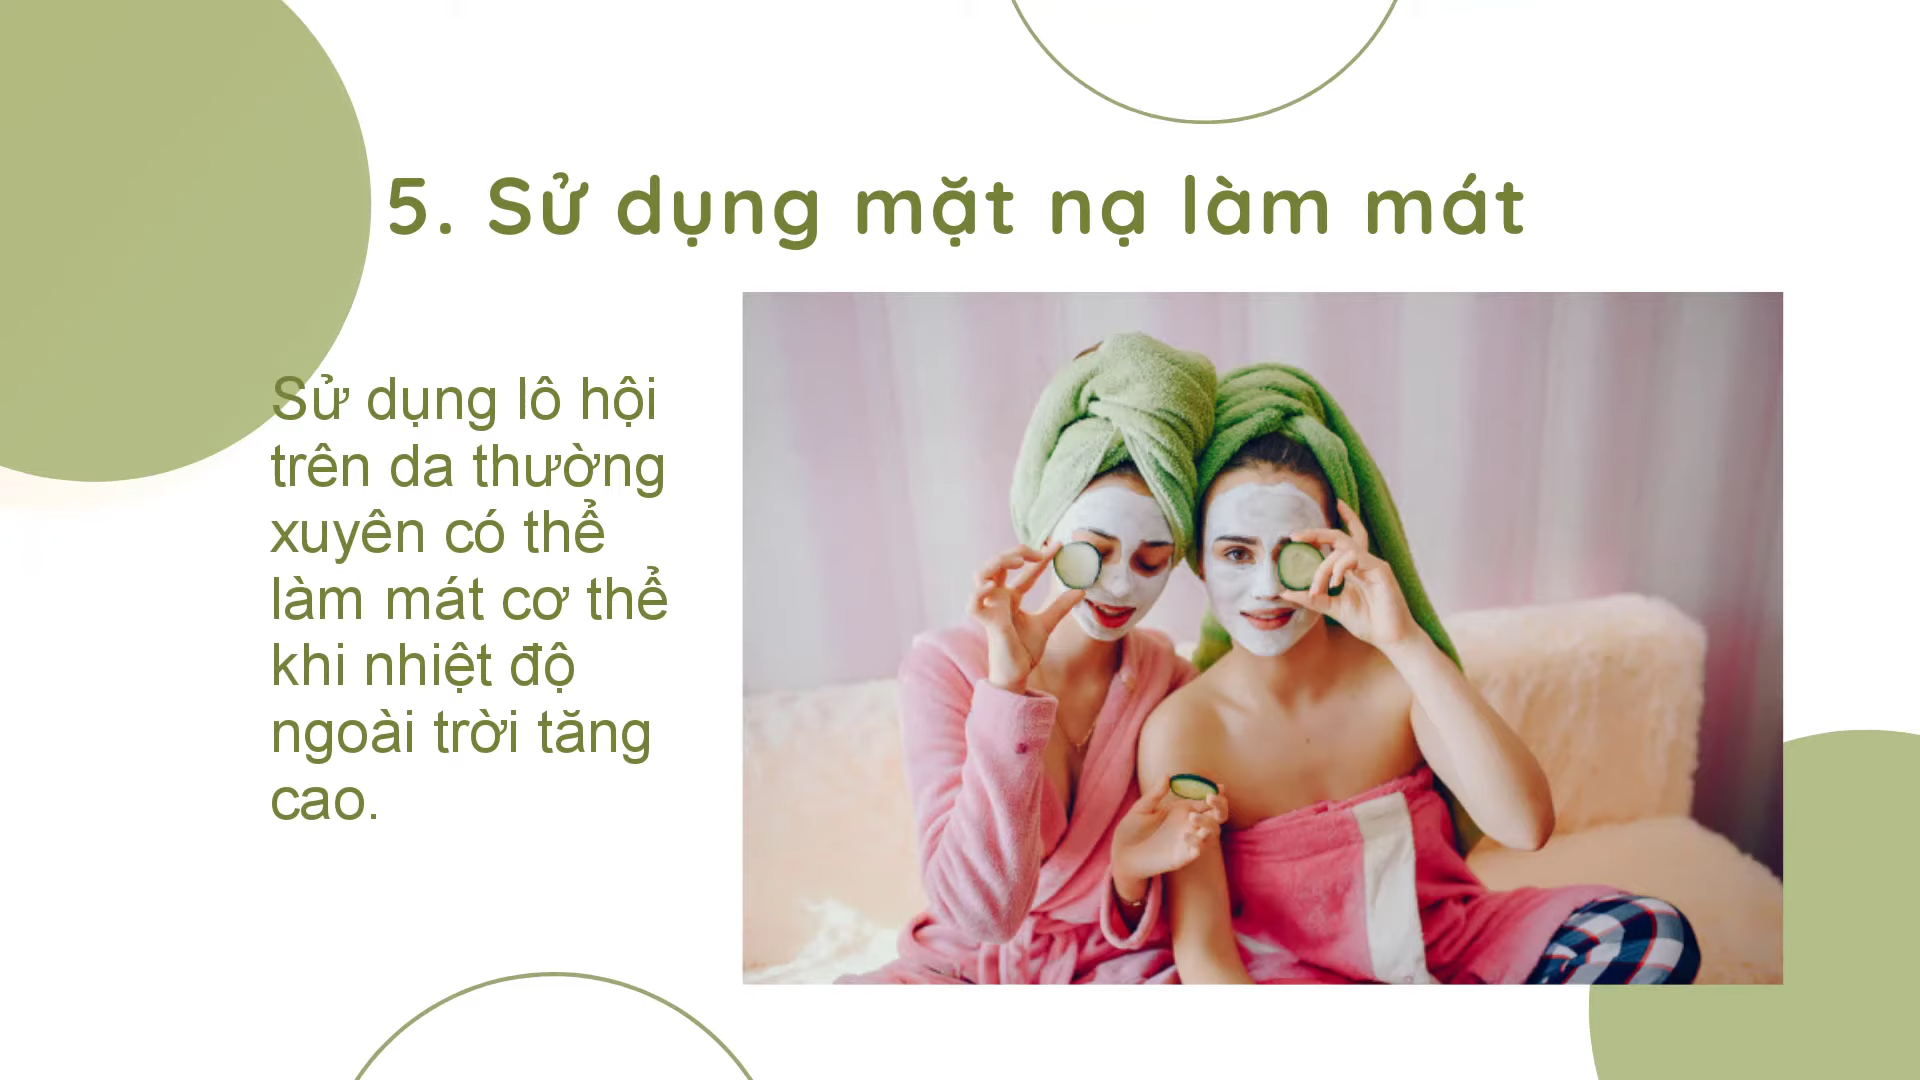 5. Sử dụng mặt nạ làm mát
Sử dụng lô hội
trên da thường
xuyên có thể
làm mát cơ thể
khi nhiệt độ
ngoài trời tăng
cao.